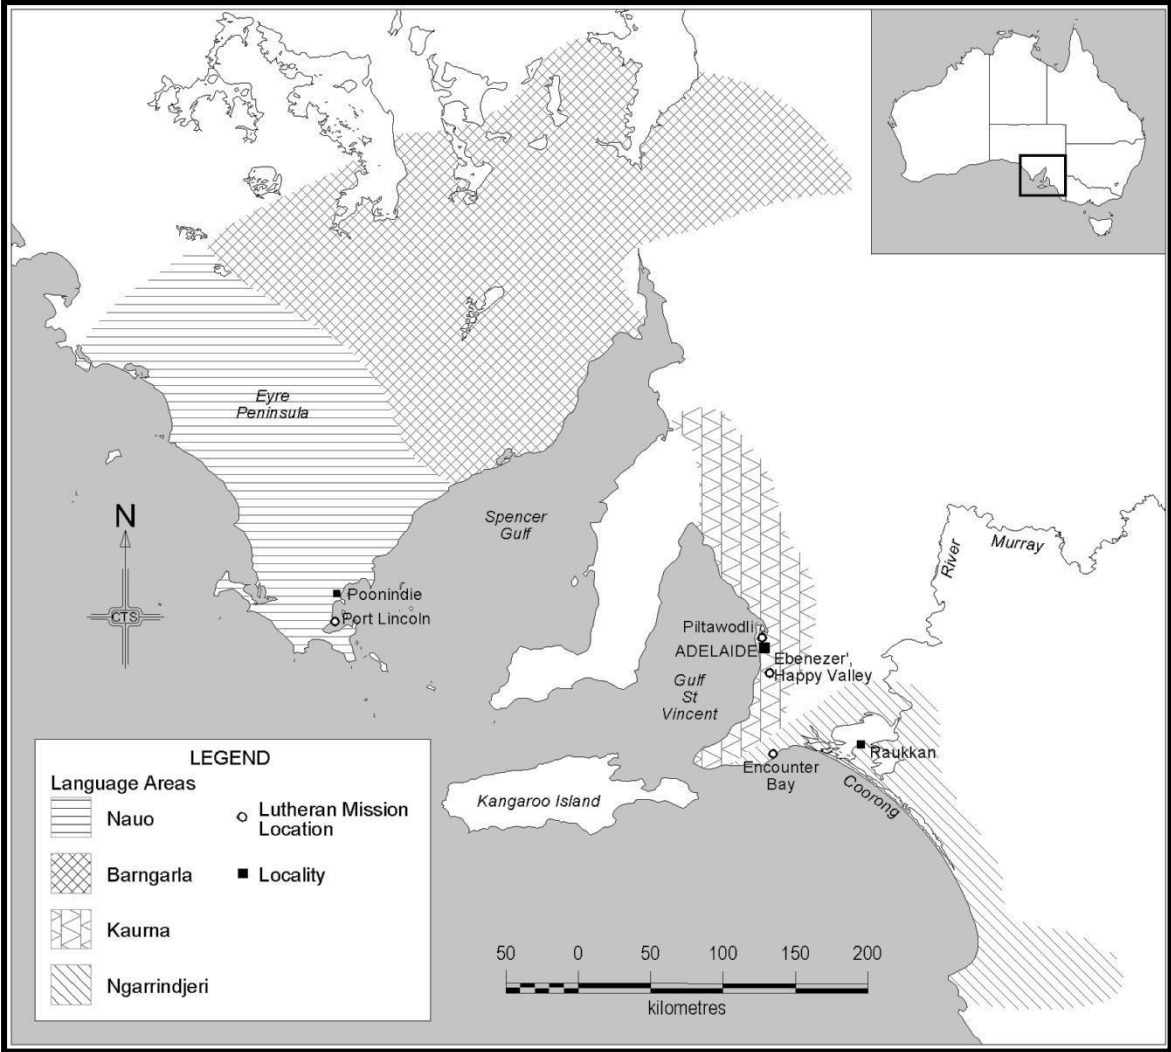 Eyre
Peninsula
N
CTS
Spencer
Gulf
Poonindie
Port Lincoln
River
Murray
Piltawodli
ADELAIDE
Ebenezer',
Happy Valley
Gulf
St
Vincent
Raukkan
Encounter
Bay
Coorong
Kangaroo Island
LEGEND
Language Areas
Nauo
Barngarla
Kaurna
Ngarrindjeri
Lutheran Mission
Location
Locality
50 0 50 100 150 200
kilometres